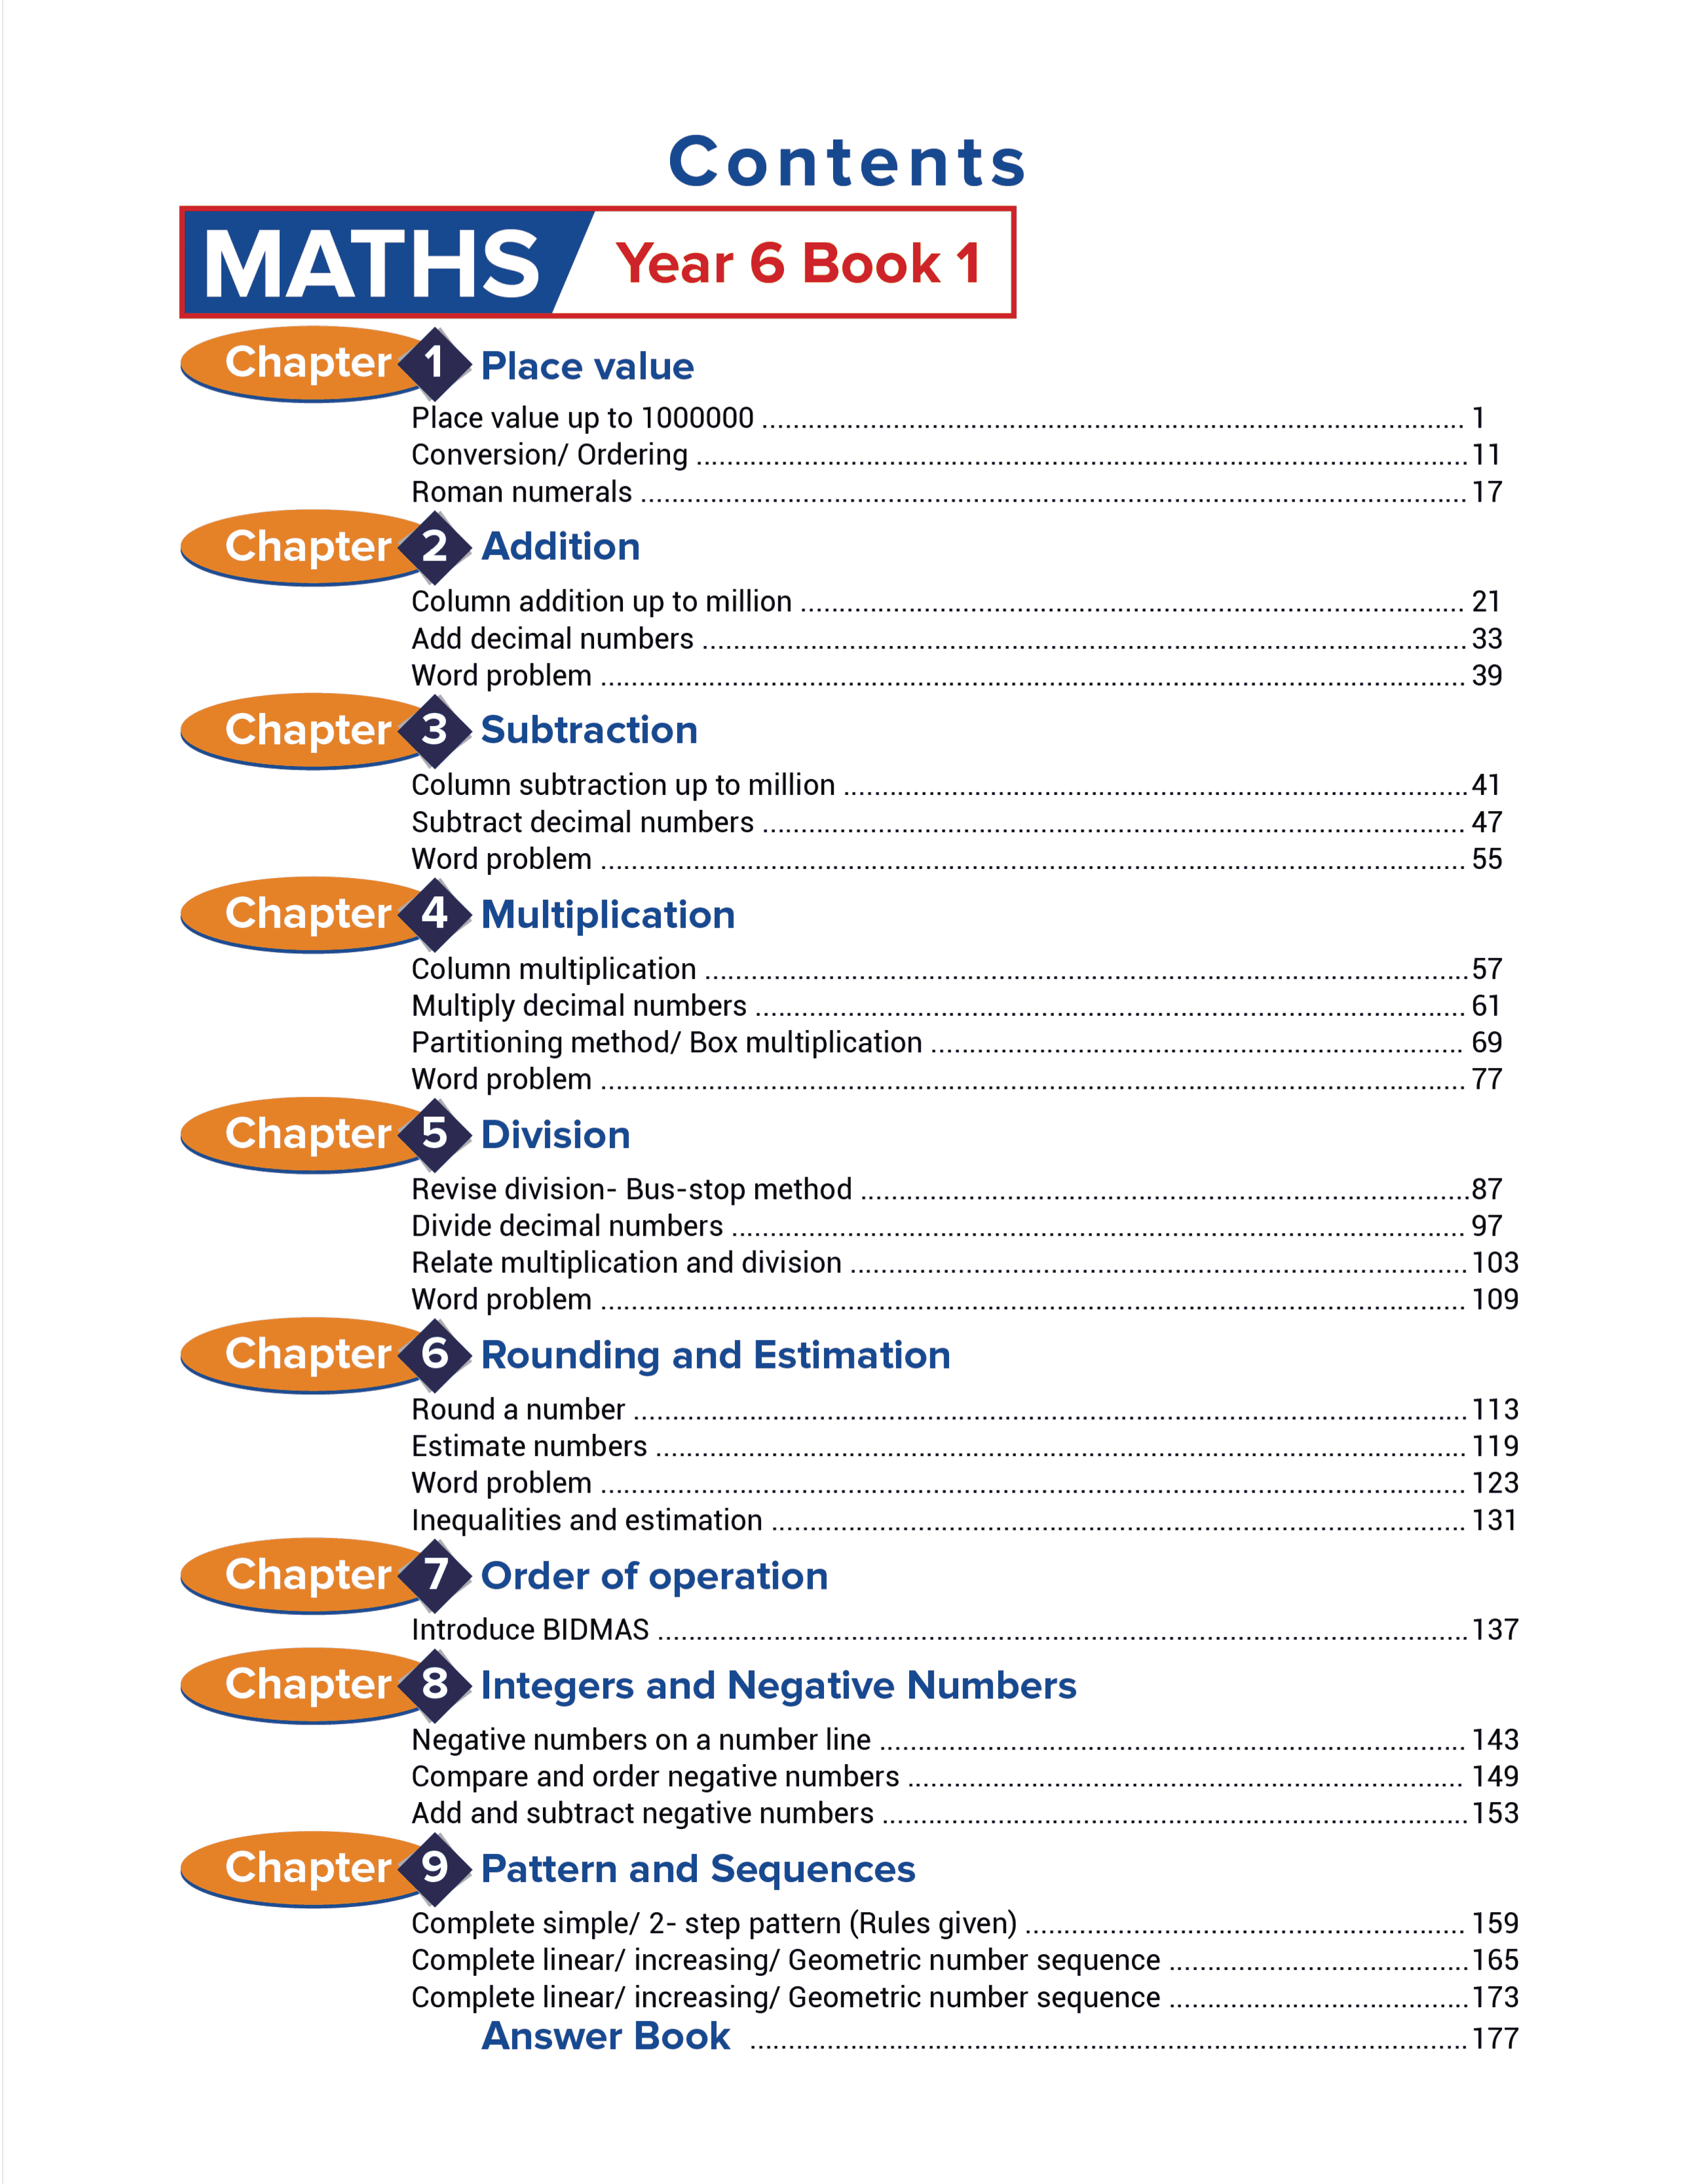 Contents
MATHS Year 6 Book 1
Chapter 1 Place value
Place value up to 1000000 ........ 1
Conversion/ Ordering ........ 11
Roman numerals ........ 17
Chapter 2 Addition
Column addition up to million ........ 21
Add decimal numbers ........ 33
Word problem ........ 39
Chapter 3 Subtraction
Column subtraction up to million ........ 41
Subtract decimal numbers ........ 47
Word problem ........ 55
Chapter 4 Multiplication
Column multiplication ........ 57
Multiply decimal numbers ........ 61
Partitioning method/ Box multiplication ........ 69
Word problem ........ 77
Chapter 5 Division
Revise division- Bus-stop method ........ 87
Divide decimal numbers ........ 97
Relate multiplication and division ........ 103
Word problem ........ 109
Chapter 6 Rounding and Estimation
Round a number ........ 113
Estimate numbers ........ 119
Word problem ........ 123
Inequalities and estimation ........ 131
Chapter 7 Order of operation
Introduce BIDMAS ........ 137
Chapter 8 Integers and Negative Numbers
Negative numbers on a number line ........ 143
Compare and order negative numbers ........ 149
Add and subtract negative numbers ........ 153
Chapter 9 Pattern and Sequences
Complete simple/ 2- step pattern (Rules given) ........ 159
Complete linear/ increasing/ Geometric number sequence ........ 165
Complete linear/ increasing/ Geometric number sequence ........ 173
Answer Book ........ 177